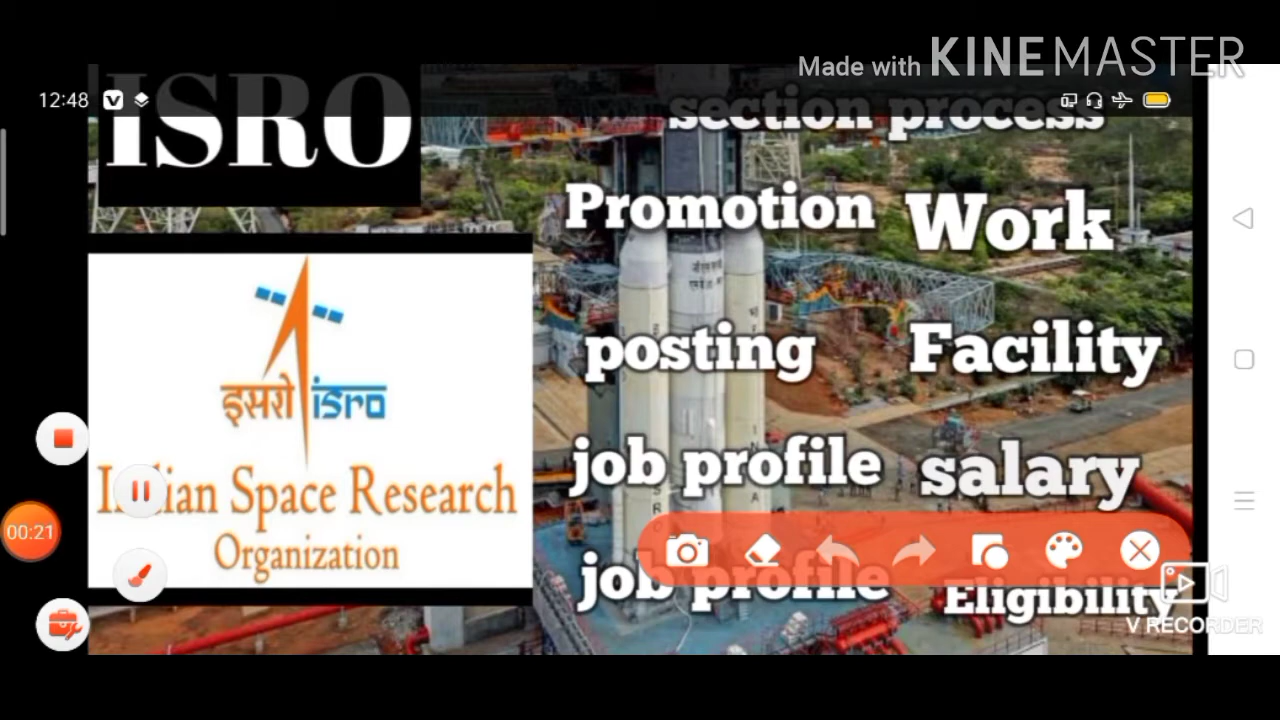 Made with KINEMASTER
12:48
ISRO
section process
Promotion Work
posting Facility
job profile salary
job profile Eligibility
इसरो isro
Indian Space Research
Organization
00:21
V RECORDER